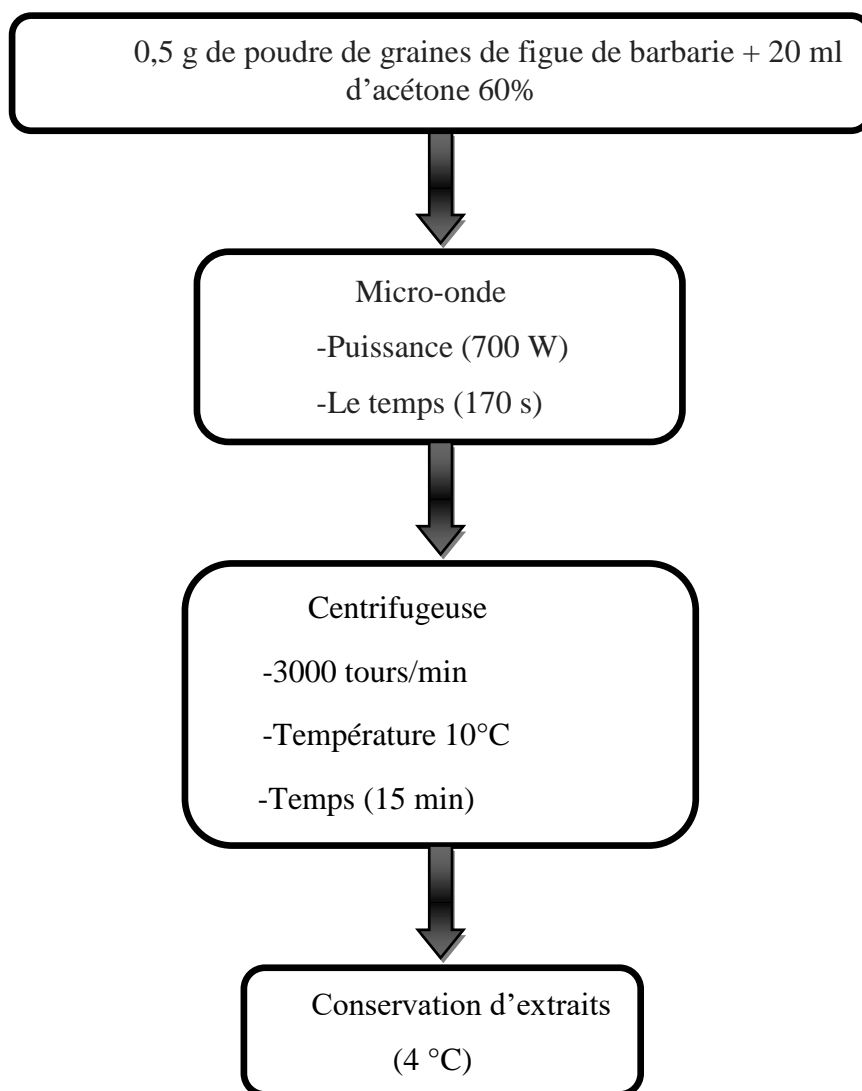 0,5 g de poudre de graines de figue de barbarie + 20 ml
d’acétone 60%
Micro-onde
-Puissance (700 W)
-Le temps (170 s)
Centrifugeuse
-3000 tours/min
-Température 10°C
-Temps (15 min)
Conservation d’extraits
(4 °C)